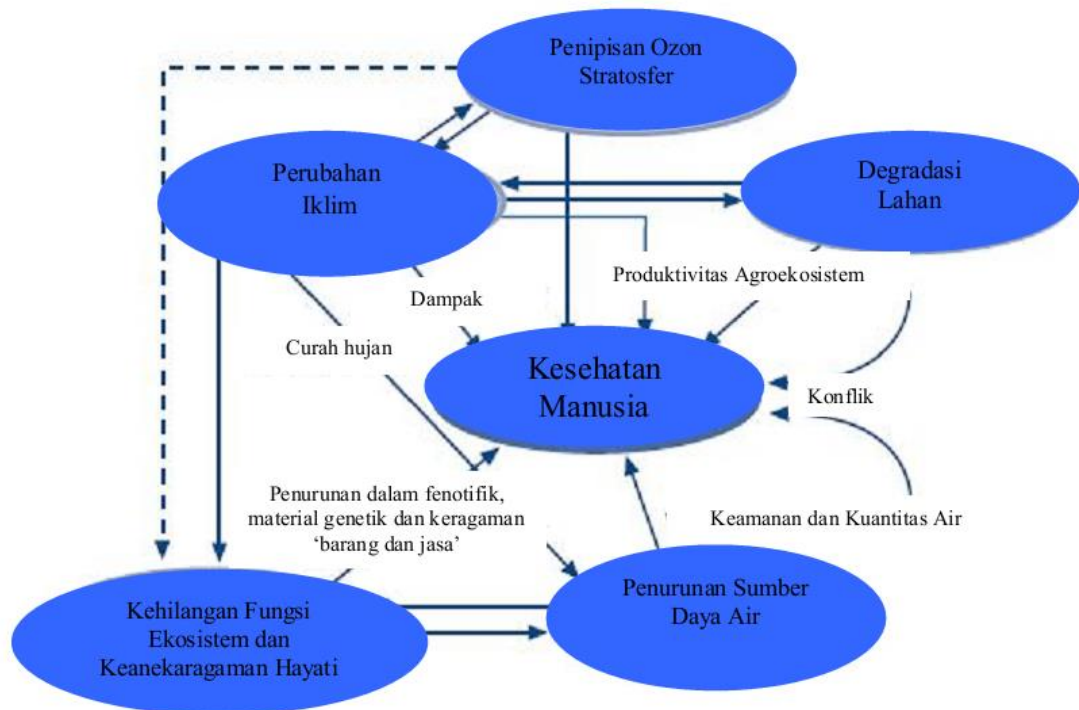 Penipisan Ozon
Stratosfer
Perubahan
Iklim
Degradasi
Lahan
Produktivitas Agroekosistem
Dampak
Curah hujan
Kesehatan
Manusia
Konflik
Penurunan dalam fenotifik,
material genetik dan keragaman
‘barang dan jasa’
Keamanan dan Kuantitas Air
Penurunan Sumber
Daya Air
Kehilangan Fungsi
Ekosistem dan
Keanekaragaman Hayati